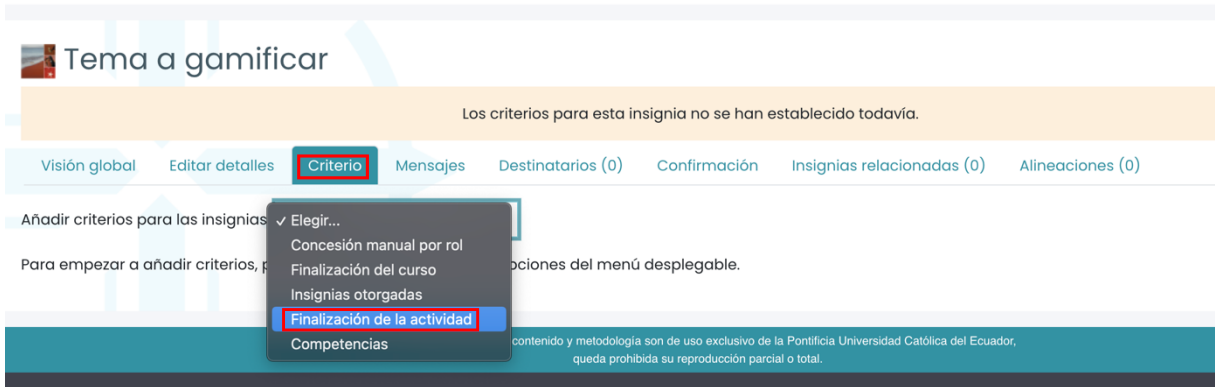 Tema a gamificar
Los criterios para esta insignia no se han establecido todavía.
Visión global Editar detalles Criterio Mensajes Destinatarios (0) Confirmación Insignias relacionadas (0) Alineaciones (0)
Añadir criterios para las insignias
✓ Elegir...
Concesión manual por rol
Finalización del curso
Insignias otorgadas
Finalización de la actividad
Competencias
Para empezar a añadir criterios, pciones del menú desplegable.
contenido y metodología son de uso exclusivo de la Pontificia Universidad Católica del Ecuador,
queda prohibida su reproducción parcial o total.